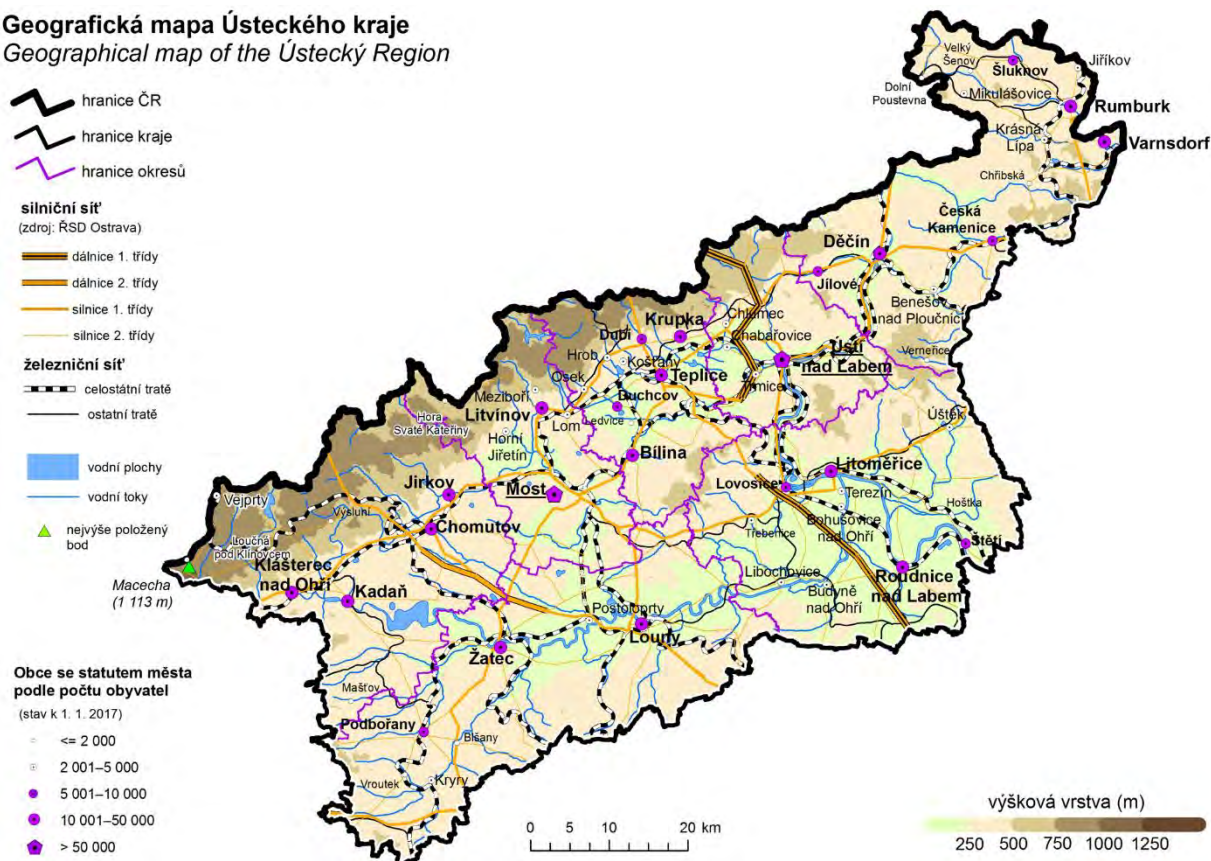 Geografická mapa Ústeckého kraje
Geographical map of the Ústecký Region
hranice ČR
hranice kraje
hranice okresů
silniční síť
(zdroj: ŘSD Ostrava)
dálnice 1. třídy
dálnice 2. třídy
silnice 1. třídy
silnice 2. třídy
železniční síť
celostátní tratě
ostatní tratě
vodní plochy
vodní toky
nejvýše položený
bod
Obce se statutem města
podle počtu obyvatel
(stav k 1. 1. 2017)
<= 2 000
2 001–5 000
5 001–10 000
10 001–50 000
> 50 000
Velký
Šenov
Šluknov
Jiříkov
Dolní
Poustevna
Mikulášovice
Rumburk
Krásná
Lípa
Varnsdorf
Chřibská
Česká
Kamenice
Děčín
Jílové
Benešov
nad Ploučnicí
Verneřice
Chlumec
Chabařovice
Krupka
Dubí
Hrob
Košťany
Ústí
nad Labem
Teplice
Trmice
Osek
Meziboří
Duchcov
Ledvice
Litvínov
Lom
Hora
Svaté Kateřiny
Horní
Jiřetín
Bílina
Úštěk
Litoměřice
Jirkov
Most
Lovosice
Terezín
Hoštka
Vejprty
Výsluní
Chomutov
Bohušovice
nad Ohří
Třebenice
Štětí
Loučná
pod Klínovcem
Klášterec
nad Ohří
Kadaň
Libochovice
Roudnice
nad Labem
Budyně
nad Ohří
Macecha
(1 113 m)
Postoloprty
Louny
Žatec
Mašťov
Podbořany
Blšany
Vroutek
Kryry
0 5 10 20 km
výšková vrstva (m)
250 500 750 1000 1250